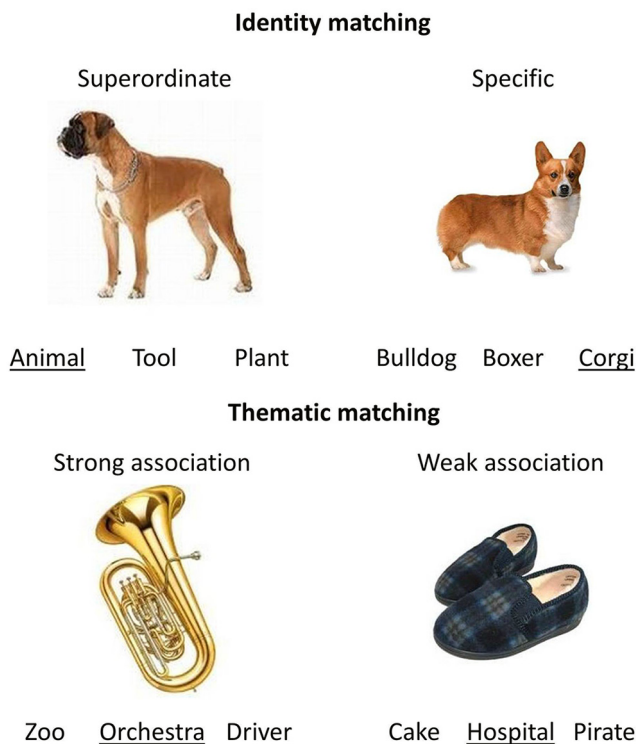 Identity matching
Superordinate Specific
Animal Tool Plant Bulldog Boxer Corgi
Thematic matching
Strong association Weak association
Zoo Orchestra Driver Cake Hospital Pirate